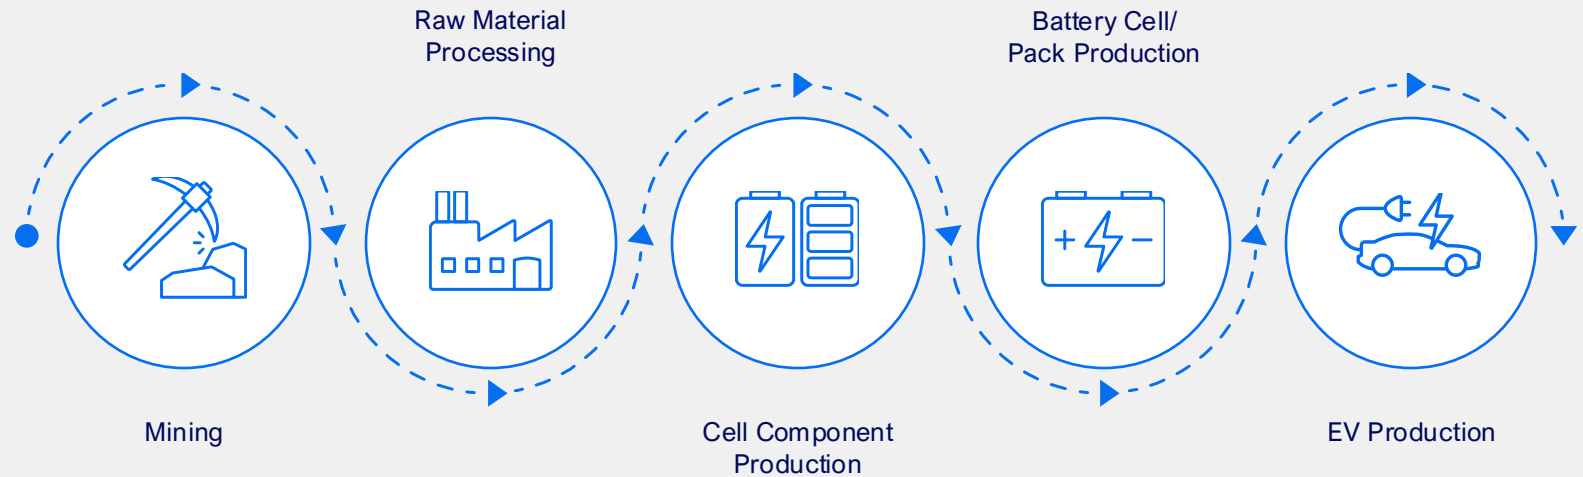 Mining
Raw Material
Processing
Cell Component
Production
Battery Cell/
Pack Production
EV Production